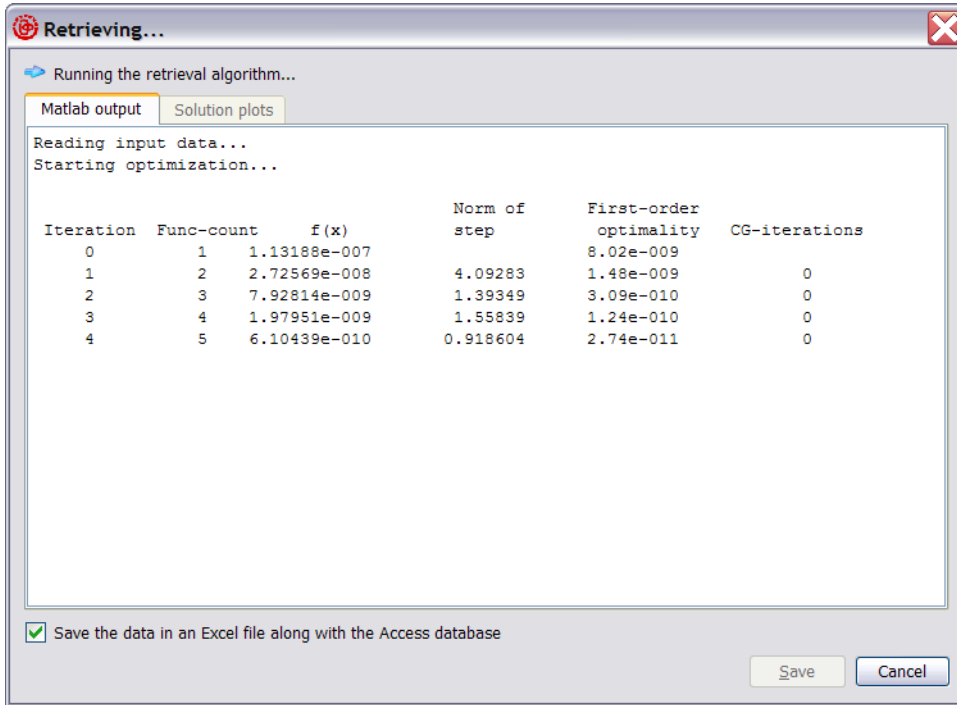 Retrieving...
Running the retrieval algorithm...
Matlab output Solution plots
Reading input data...
Starting optimization...
Norm of First-order
Iteration Func-count f(x) step optimality CG-iterations
0 1 1.13188e-007 8.02e-009
1 2 2.72569e-008 4.09283 1.48e-009 0
2 3 7.92814e-009 1.39349 3.09e-010 0
3 4 1.97951e-009 1.55839 1.24e-010 0
4 5 6.10439e-010 0.918604 2.74e-011 0
Save the data in an Excel file along with the Access database
Save Cancel